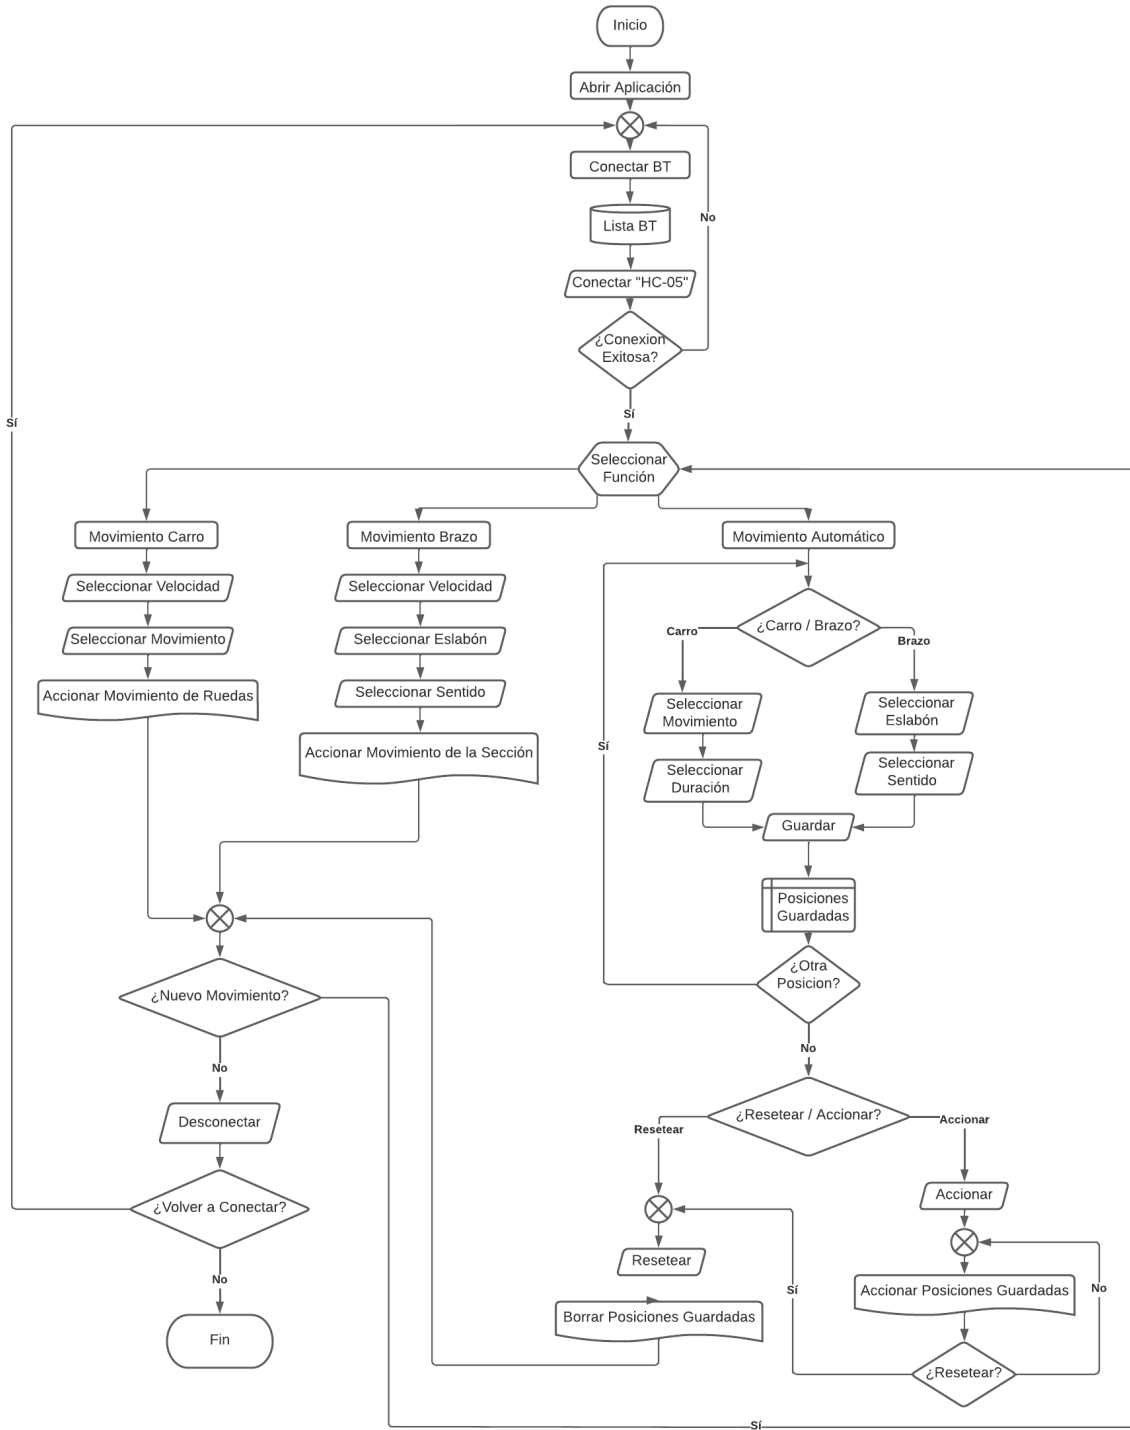 Inicio
Abrir Aplicación
Conectar BT
No
Lista BT
Conectar "HC-05"
¿Conexion
Exitosa?
Sí
Sí
Seleccionar
Función
Movimiento Carro
Movimiento Brazo
Movimiento Automático
Seleccionar Velocidad
Seleccionar Velocidad
Seleccionar Movimiento
Seleccionar Eslabón
¿Carro / Brazo?
Carro
Brazo
Accionar Movimiento de Ruedas
Seleccionar Sentido
Seleccionar
Movimiento
Seleccionar
Eslabón
Accionar Movimiento de la Sección
Sí
Seleccionar
Duración
Seleccionar
Sentido
Guardar
Posiciones
Guardadas
¿Nuevo Movimiento?
¿Otra
Posicion?
No
No
Desconectar
¿Resetear / Accionar?
Resetear
Accionar
¿Volver a Conectar?
Accionar
Resetear
No
Sí
Accionar Posiciones Guardadas
No
Fin
Borrar Posiciones Guardadas
¿Resetear?
Sí